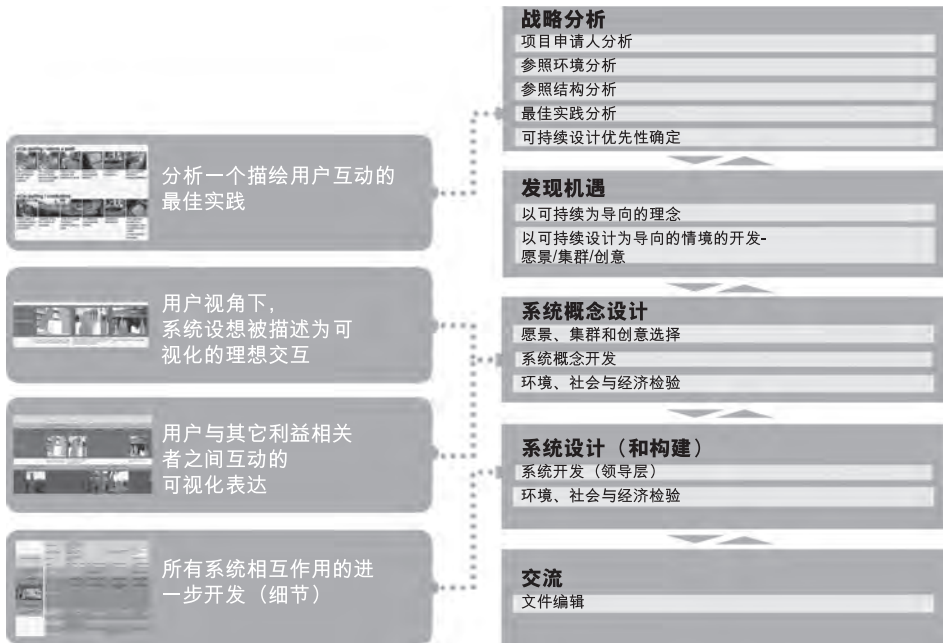 分析一个描绘用户互动的
最佳实践
用户视角下，
系统设想被描述为可
视化的理想交互
用户与其它利益相关
者之间互动的
可视化表达
所有系统相互作用的进
一步开发（细节）
战略分析
项目申请人分析
参照环境分析
参照结构分析
最佳实践分析
可持续设计优先性确定
发现机遇
以可持续为导向的理念
以可持续设计为导向的情境的开发-
愿景/集群/创意
系统概念设计
愿景、集群和创意选择
系统概念开发
环境、社会与经济检验
系统设计（和构建）
系统开发（领导层）
环境、社会与经济检验
交流
文件编辑